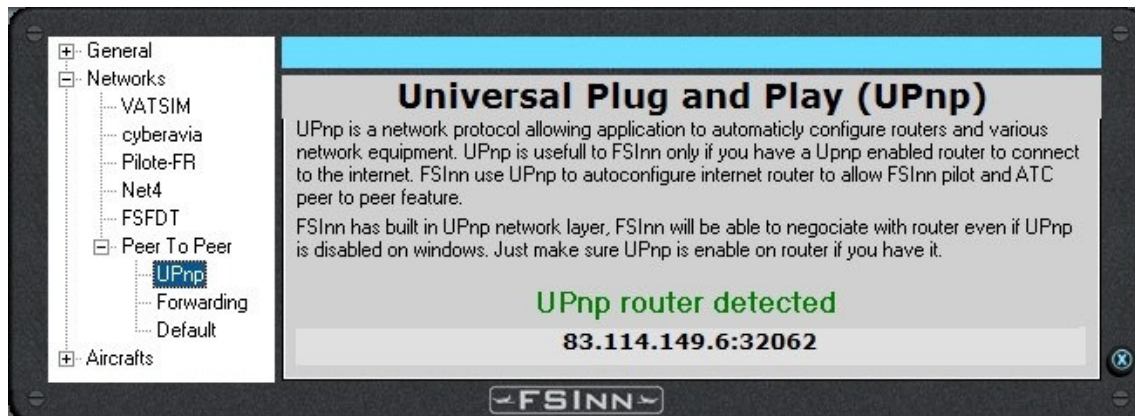 General
Networks
VATSIM
cyberavia
Pilote-FR
Net4
FSFDT
Peer To Peer
UPnp
Forwarding
Default
Aircrafts
Universal Plug and Play (UPnp)
UPnp is a network protocol allowing application to automaticly configure routers and various
network equipment. UPnp is usefull to FSInn only if you have a Upnp enabled router to connect
to the internet. FSInn use UPnp to autoconfigure internet router to allow FSInn pilot and ATC
peer to peer feature.
FSInn has built in UPnp network layer, FSInn will be able to negociate with router even if UPnp
is disabled on windows. Just make sure UPnp is enable on router if you have it.
UPnp router detected
83.114.149.6:32062
FSINN